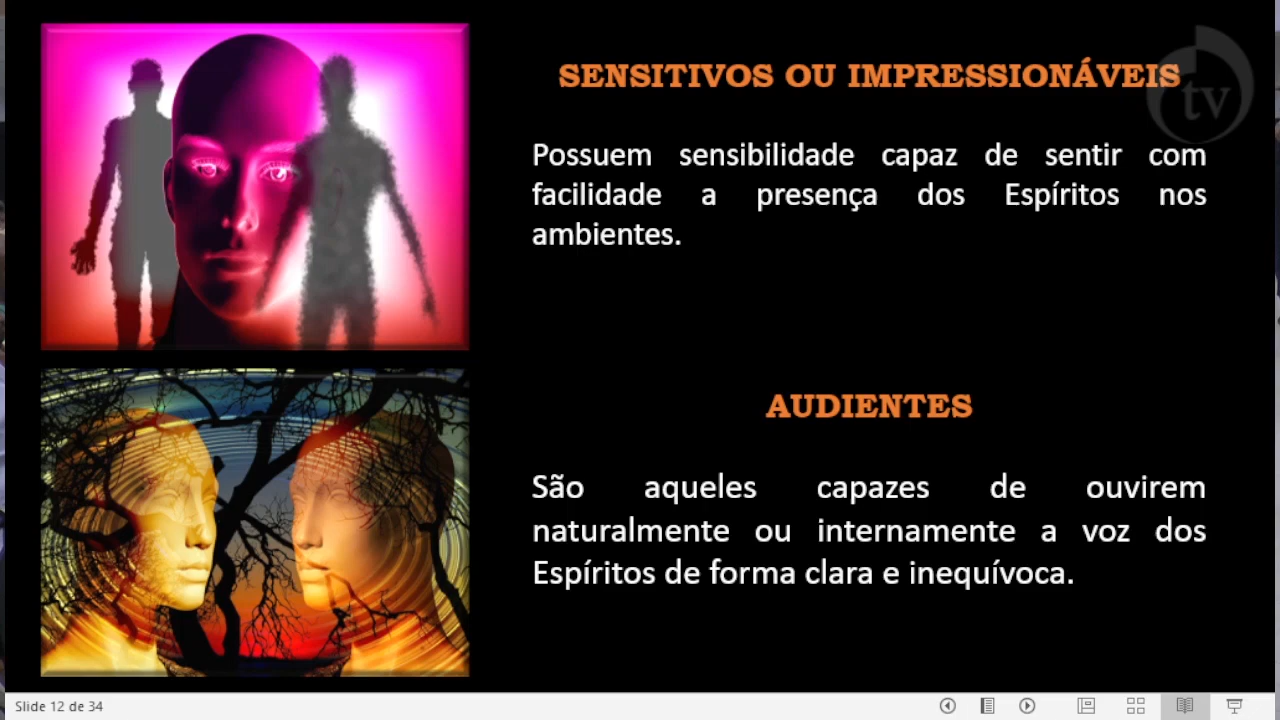 SENSITIVOS OU IMPRESSIONÁVEIS
tv
Possuem sensibilidade capaz de sentir com
facilidade a presença dos Espíritos nos
ambientes.
AUDIENTES
São aqueles capazes de ouvirem
naturalmente ou internamente a voz dos
Espíritos de forma clara e inequívoca.
Slide 12 de 34